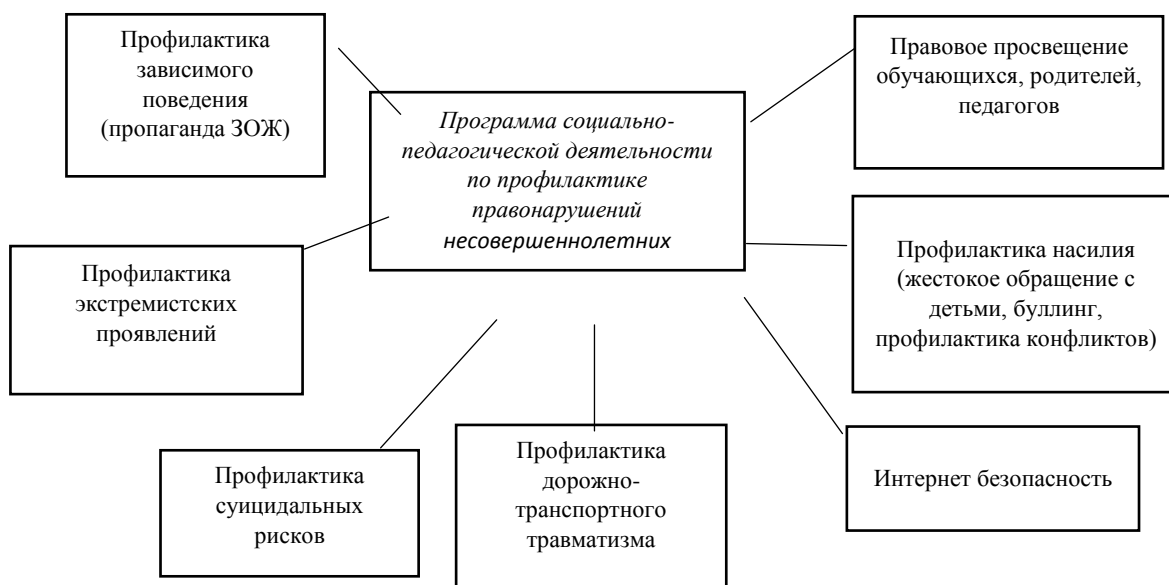 Профилактика
зависимого
поведения
(пропаганда ЗОЖ)
Правовое просвещение
обучающихся, родителей,
педагогов
Программа социально-
педагогической деятельности
по профилактике
правонарушений
несовершеннолетних
Профилактика
экстремистских
проявлений
Профилактика насилия
(жестокое обращение с
детьми, буллинг,
профилактика конфликтов)
Профилактика
суицидальных
рисков
Профилактика
дорожно-
транспортного
травматизма
Интернет безопасность